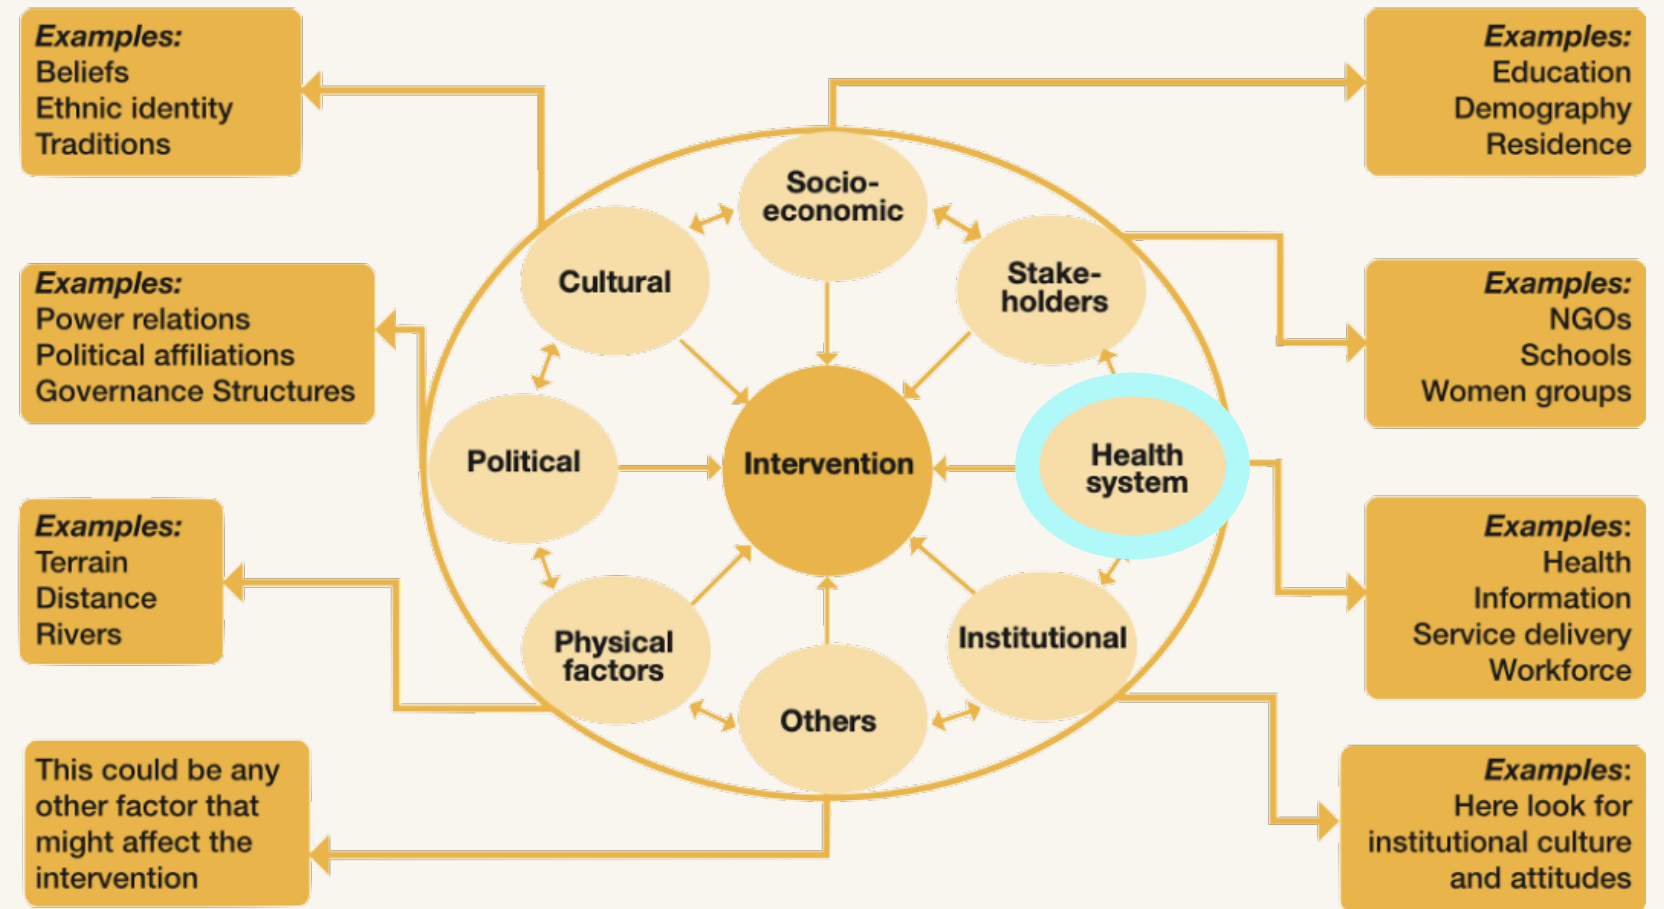 Examples:
Beliefs
Ethnic identity
Traditions
Examples:
Education
Demography
Residence
Socio-
economic
Cultural
Stake-
holders
Examples:
Power relations
Political affiliations
Governance Structures
Examples:
NGOs
Schools
Women groups
Political
Intervention
Health
system
Examples:
Terrain
Distance
Rivers
Examples:
Health
Information
Service delivery
Workforce
Physical
factors
Institutional
Others
This could be any
other factor that
might affect the
intervention
Examples:
Here look for
institutional culture
and attitudes